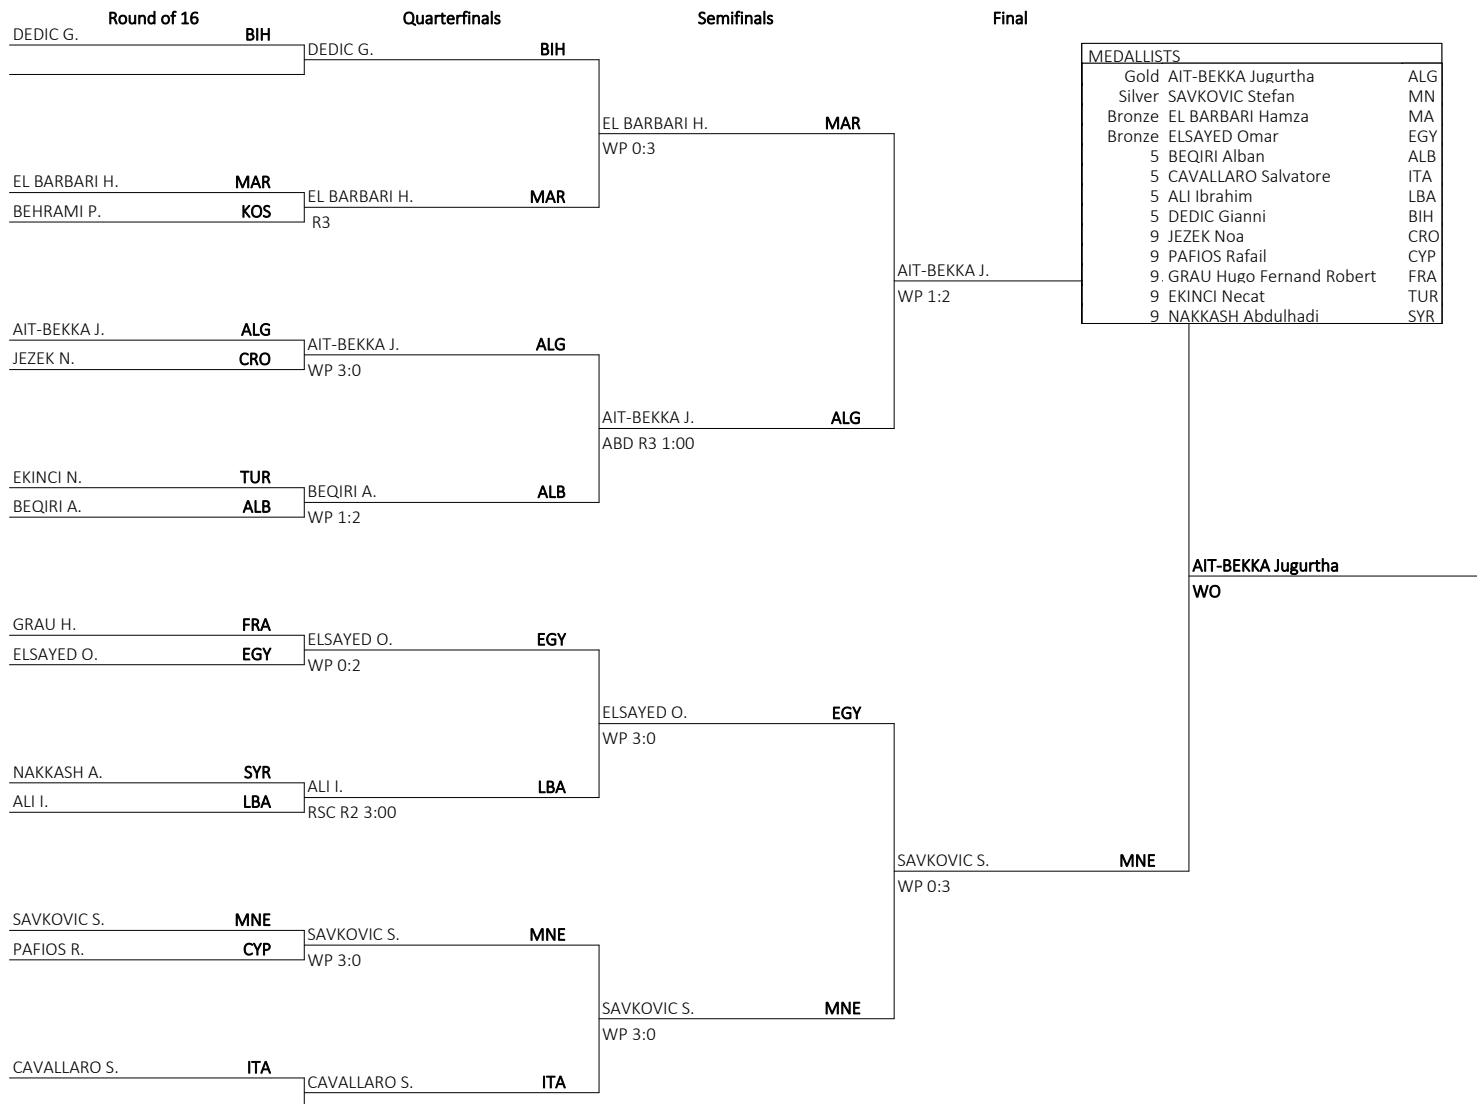 Round of 16 Quarterfinals Semifinals Final
DEDIC G. BIH
DEDIC G. BIH
MEDALLISTS
Gold AIT-BEKKA Jugurtha ALG
Silver SAVKOVIC Stefan MN
Bronze EL BARBARI Hamza MA
Bronze ELSAYED Omar EGY
5 BEQIRI Alban ALB
5 CAVALLARO Salvatore ITA
5 ALI Ibrahim LBA
5 DEDIC Gianni BIH
9 JEZEK Noa CRO
9 PAFIOS Rafail CYP
9. GRAU Hugo Fernand Robert FRA
9 EKINCI Necat TUR
9 NAKKASH Abdulhadi SYR
EL BARBARI H. MAR
WP 0:3
EL BARBARI H. MAR
EL BARBARI H. MAR
BEHRAMI P. KOS
R3
AIT-BEKKA J.
WP 1:2
AIT-BEKKA J. ALG
AIT-BEKKA J. ALG
JEZEK N. CRO
WP 3:0
AIT-BEKKA J. ALG
ABD R3 1:00
EKINCI N. TUR
BEQIRI A. ALB
BEQIRI A. ALB
WP 1:2
AIT-BEKKA Jugurtha
WO
GRAU H. FRA
ELSAYED O. EGY
ELSAYED O. EGY
WP 0:2
ELSAYED O. EGY
WP 3:0
NAKKASH A. SYR
ALI I. LBA
ALI I. LBA
RSC R2 3:00
SAVKOVIC S. MNE
WP 0:3
SAVKOVIC S. MNE
SAVKOVIC S. MNE
PAFIOS R. CYP
WP 3:0
SAVKOVIC S. MNE
WP 3:0
CAVALLARO S. ITA
CAVALLARO S. ITA